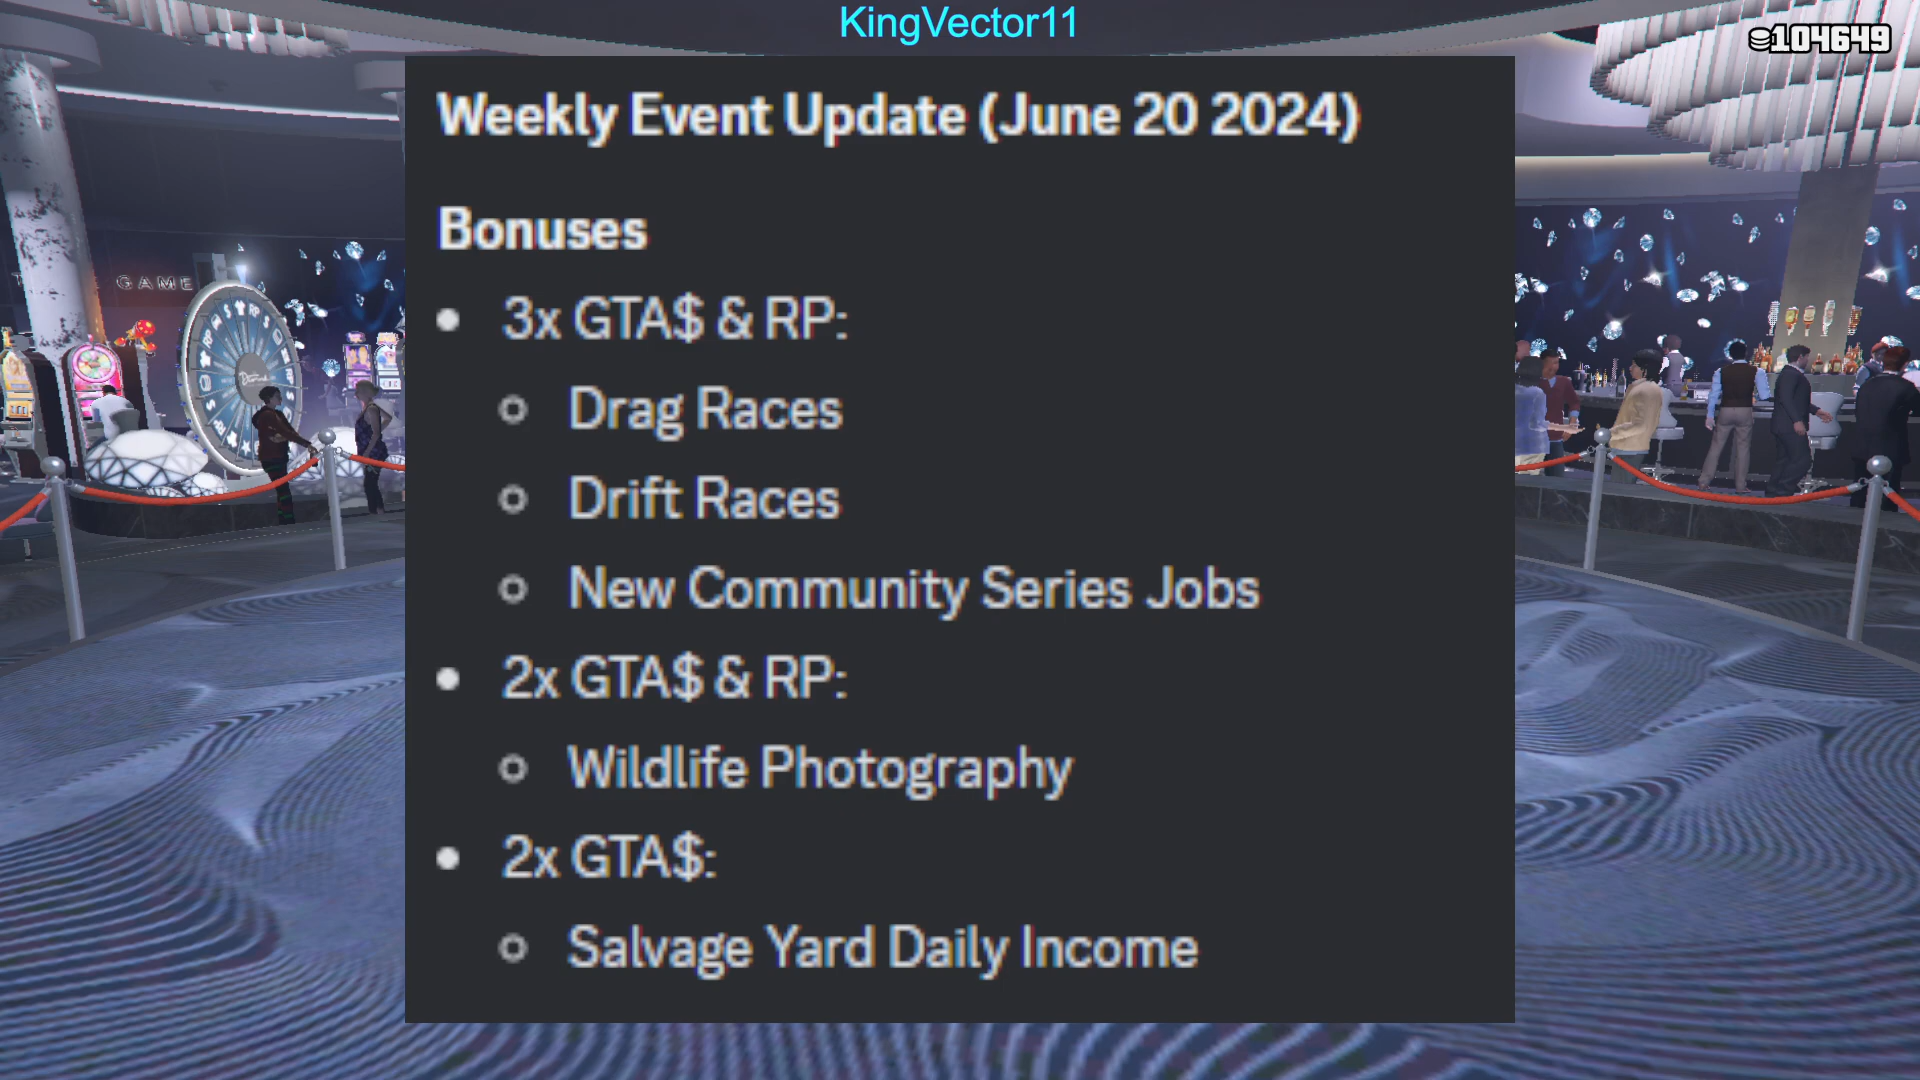 KingVector11
104649
Weekly Event Update (June 20 2024)
Bonuses
3x GTA$ & RP:
Drag Races
Drift Races
New Community Series Jobs
2x GTA$ & RP:
Wildlife Photography
2x GTA$:
Salvage Yard Daily Income
GAME